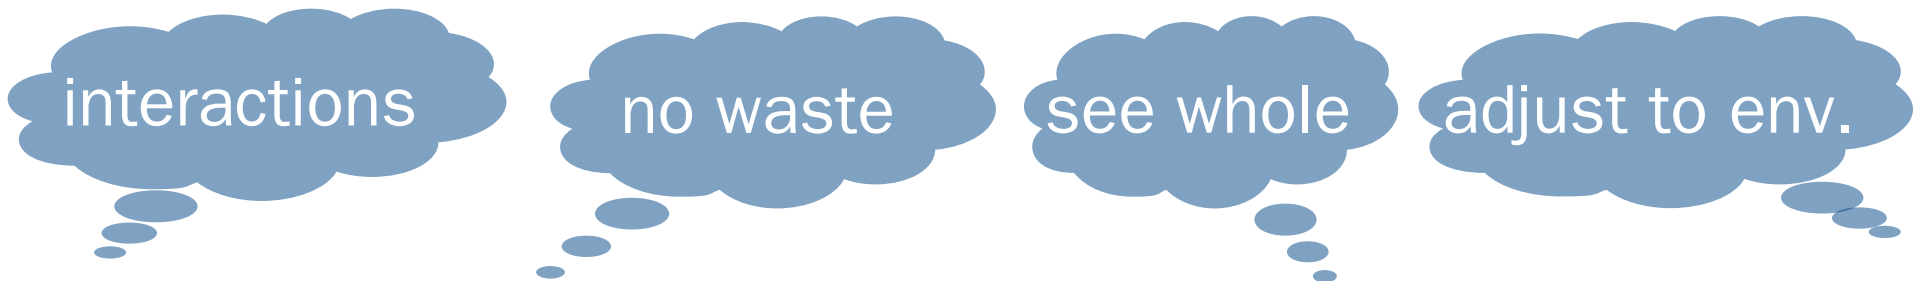 interactions
no waste
see whole
adjust to env.